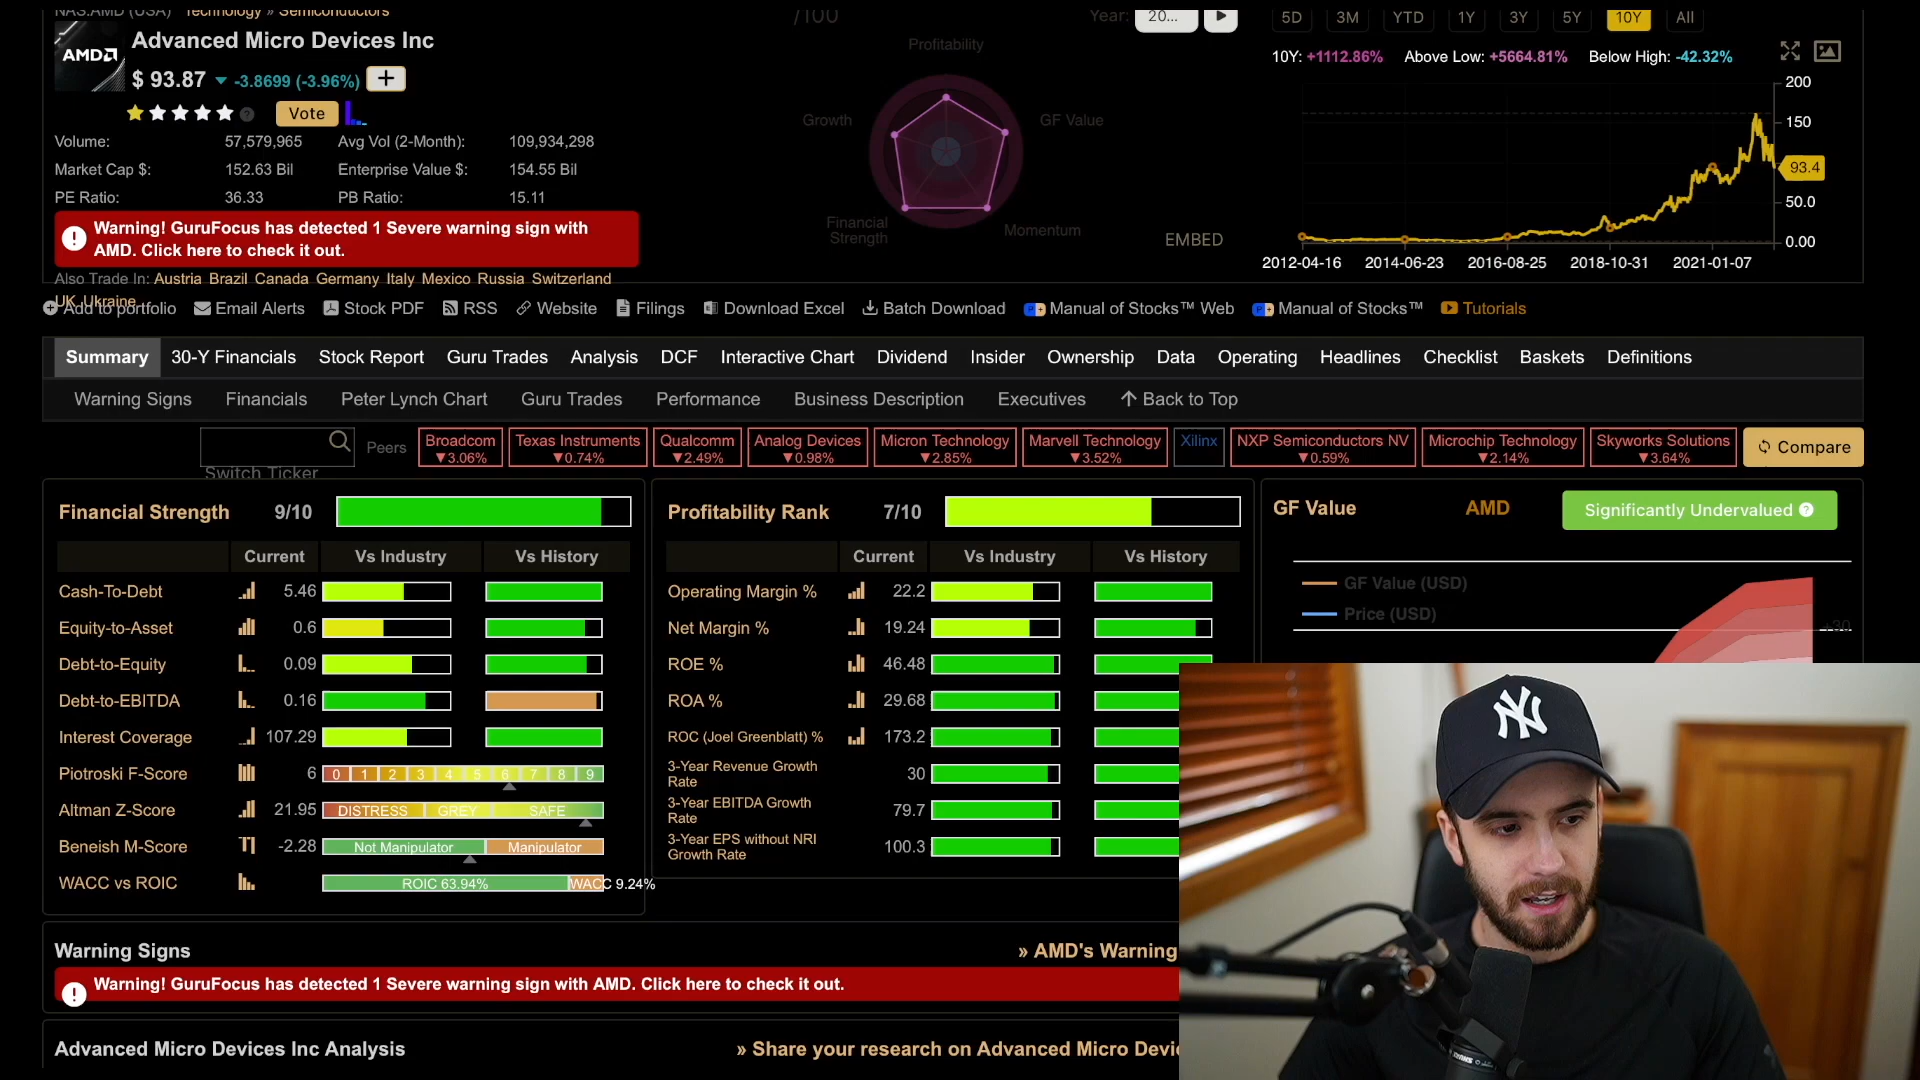 NAS:AMD (USA) Technology » Semiconductors
AMD
Advanced Micro Devices Inc
$ 93.87 -3.8699 (-3.96%) +
Vote
Volume: 57,579,965 Avg Vol (2-Month): 109,934,298
Market Cap $: 152.63 Bil Enterprise Value $: 154.55 Bil
PE Ratio: 36.33 PB Ratio: 15.11
Warning! GuruFocus has detected 1 Severe warning sign with
AMD. Click here to check it out.
Also Trade In: Austria Brazil Canada Germany Italy Mexico Russia Switzerland
UK Ukraine
/100
Year: 20...
Profitability
Growth
GF Value
Financial
Strength
Momentum
EMBED
5D 3M YTD 1Y 3Y 5Y 10Y All
10Y: +1112.86% Above Low: +5664.81% Below High: -42.32%
200
150
93.4
50.0
0.00
2012-04-16 2014-06-23 2016-08-25 2018-10-31 2021-01-07
Add to portfolio Email Alerts Stock PDF RSS Website Filings Download Excel Batch Download Manual of Stocks™ Web Manual of Stocks™ Tutorials
Summary 30-Y Financials Stock Report Guru Trades Analysis DCF Interactive Chart Dividend Insider Ownership Data Operating Headlines Checklist Baskets Definitions
Warning Signs Financials Peter Lynch Chart Guru Trades Performance Business Description Executives Back to Top
Switch Ticker
Peers
Broadcom ▼3.06%
Texas Instruments ▼0.74%
Qualcomm ▼2.49%
Analog Devices ▼0.98%
Micron Technology ▼2.85%
Marvell Technology ▼3.52%
Xilinx
NXP Semiconductors NV ▼0.59%
Microchip Technology ▼2.14%
Skyworks Solutions ▼3.64%
Compare
Financial Strength 9/10
Current Vs Industry Vs History
Cash-To-Debt 5.46
Equity-to-Asset 0.6
Debt-to-Equity 0.09
Debt-to-EBITDA 0.16
Interest Coverage 107.29
Piotroski F-Score 6 0 1 2 3 4 5 6 7 8 9
Altman Z-Score 21.95 DISTRESS GREY SAFE
Beneish M-Score -2.28 Not Manipulator Manipulator
WACC vs ROIC ROIC 63.94% WACC 9.24%
Profitability Rank 7/10
Current Vs Industry Vs History
Operating Margin % 22.2
Net Margin % 19.24
ROE % 46.48
ROA % 29.68
ROC (Joel Greenblatt) % 173.2
3-Year Revenue Growth
Rate 30
3-Year EBITDA Growth
Rate 79.7
3-Year EPS without NRI
Growth Rate 100.3
GF Value AMD Significantly Undervalued
GF Value (USD)
Price (USD)
+30
Warning Signs » AMD's Warning
Warning! GuruFocus has detected 1 Severe warning sign with AMD. Click here to check it out.
Advanced Micro Devices Inc Analysis » Share your research on Advanced Micro Devi
NY